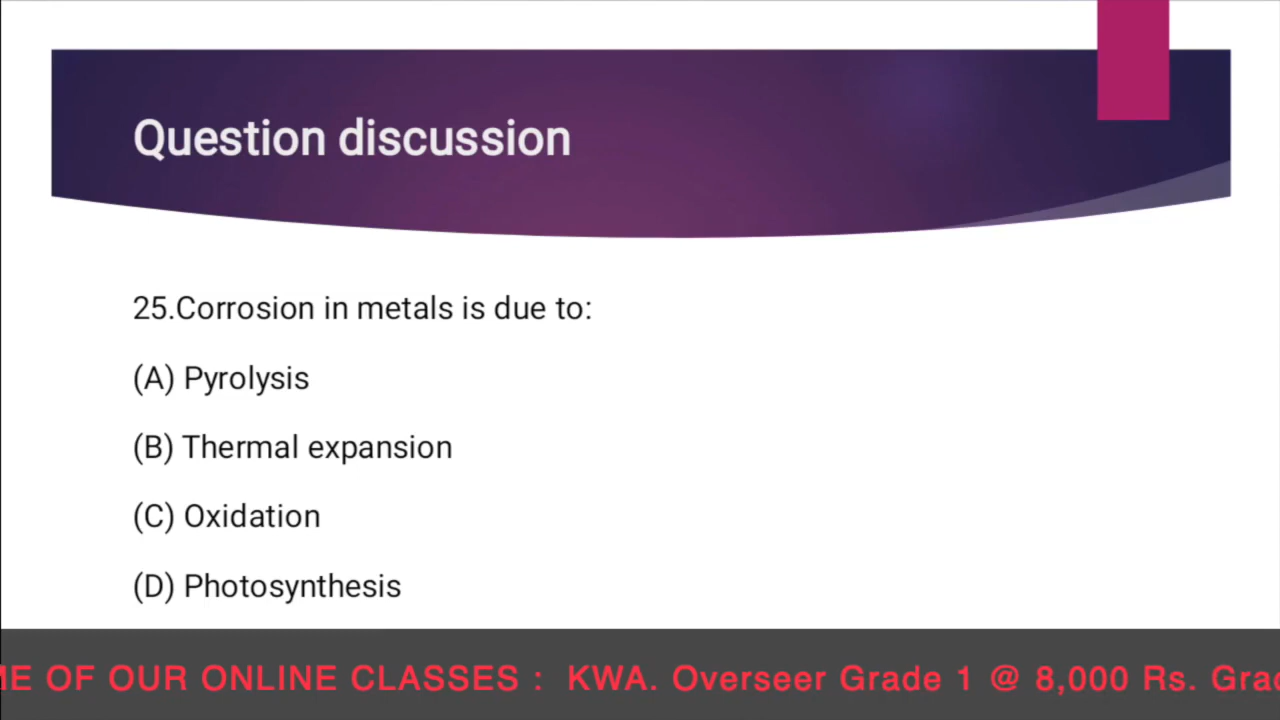 Question discussion
25.Corrosion in metals is due to:
(A) Pyrolysis
(B) Thermal expansion
(C) Oxidation
(D) Photosynthesis
OF OUR ONLINE CLASSES : KWA. Overseer Grade 1 @ 8,000 Rs.